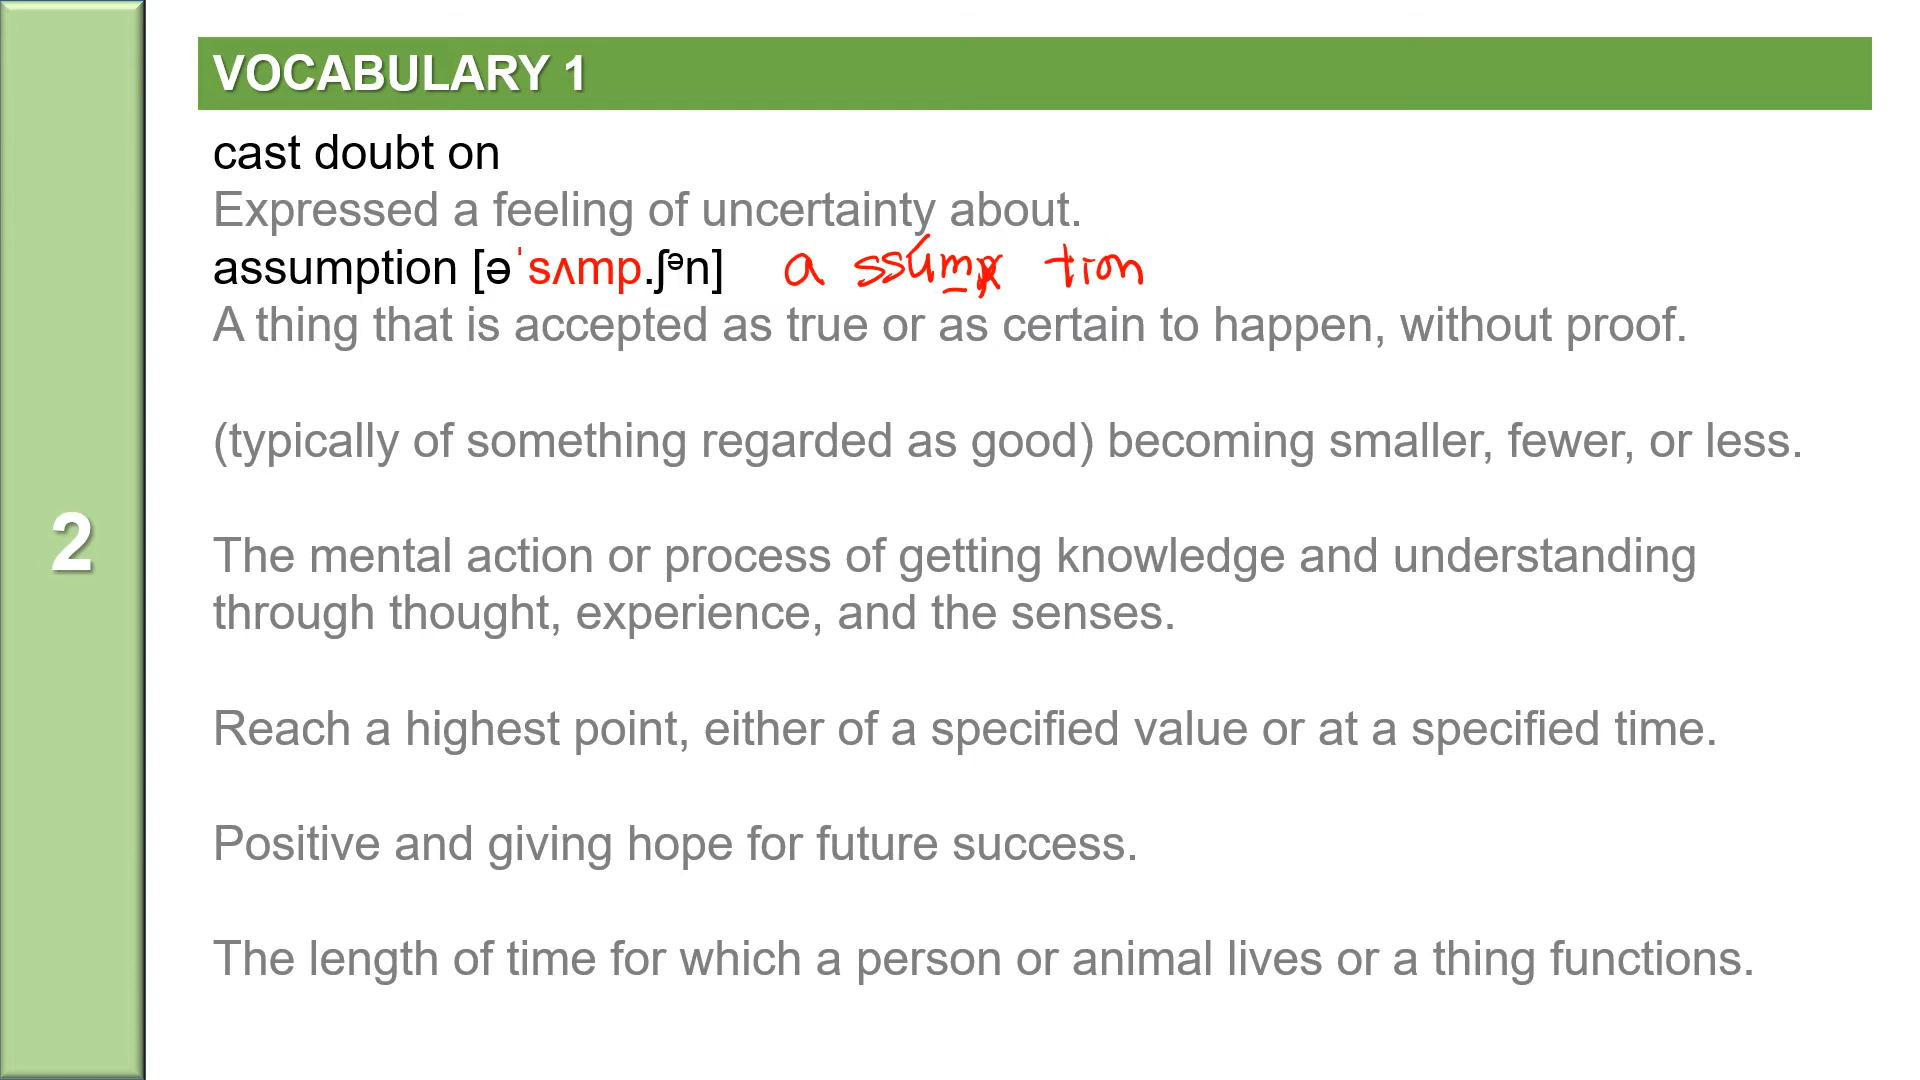 VOCABULARY 1
cast doubt on
Expressed a feeling of uncertainty about.
assumption [əˈsʌmp.ʃᵊn] a ssúmp tion
A thing that is accepted as true or as certain to happen, without proof.
(typically of something regarded as good) becoming smaller, fewer, or less.
2
The mental action or process of getting knowledge and understanding
through thought, experience, and the senses.
Reach a highest point, either of a specified value or at a specified time.
Positive and giving hope for future success.
The length of time for which a person or animal lives or a thing functions.